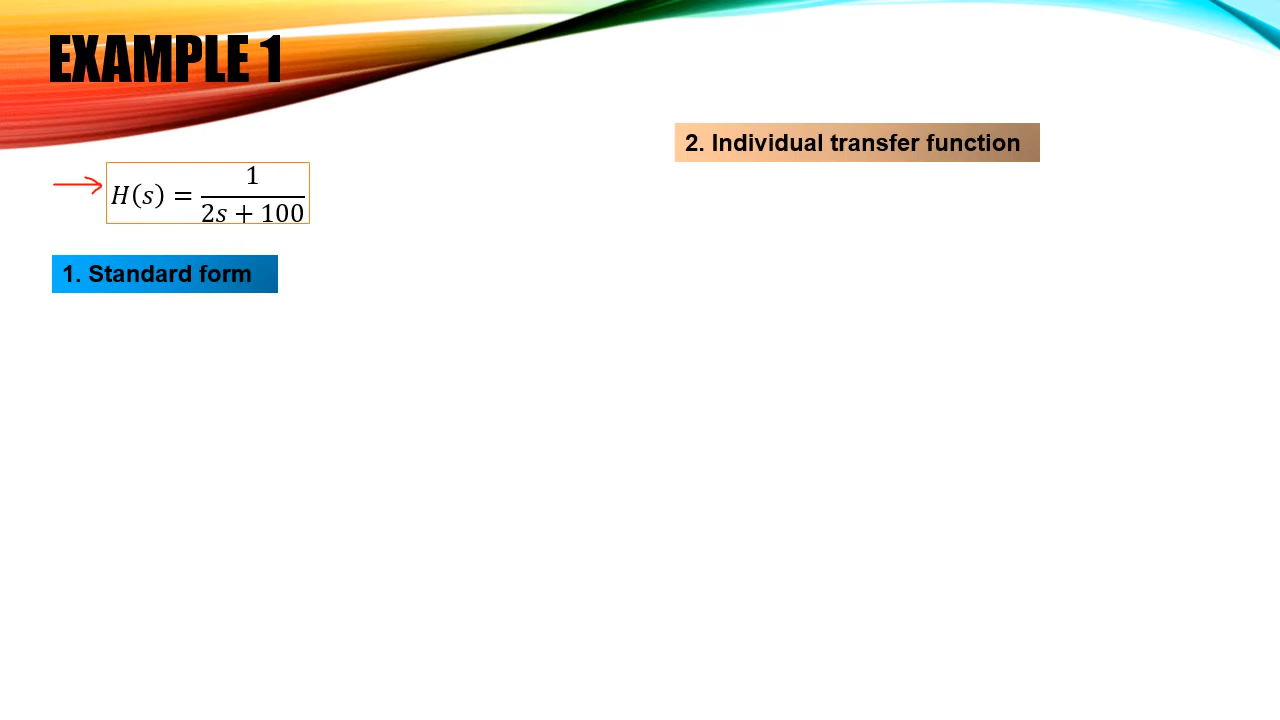 EXAMPLE 1
H(s) = 1 / (2s + 100)
1. Standard form
2. Individual transfer function